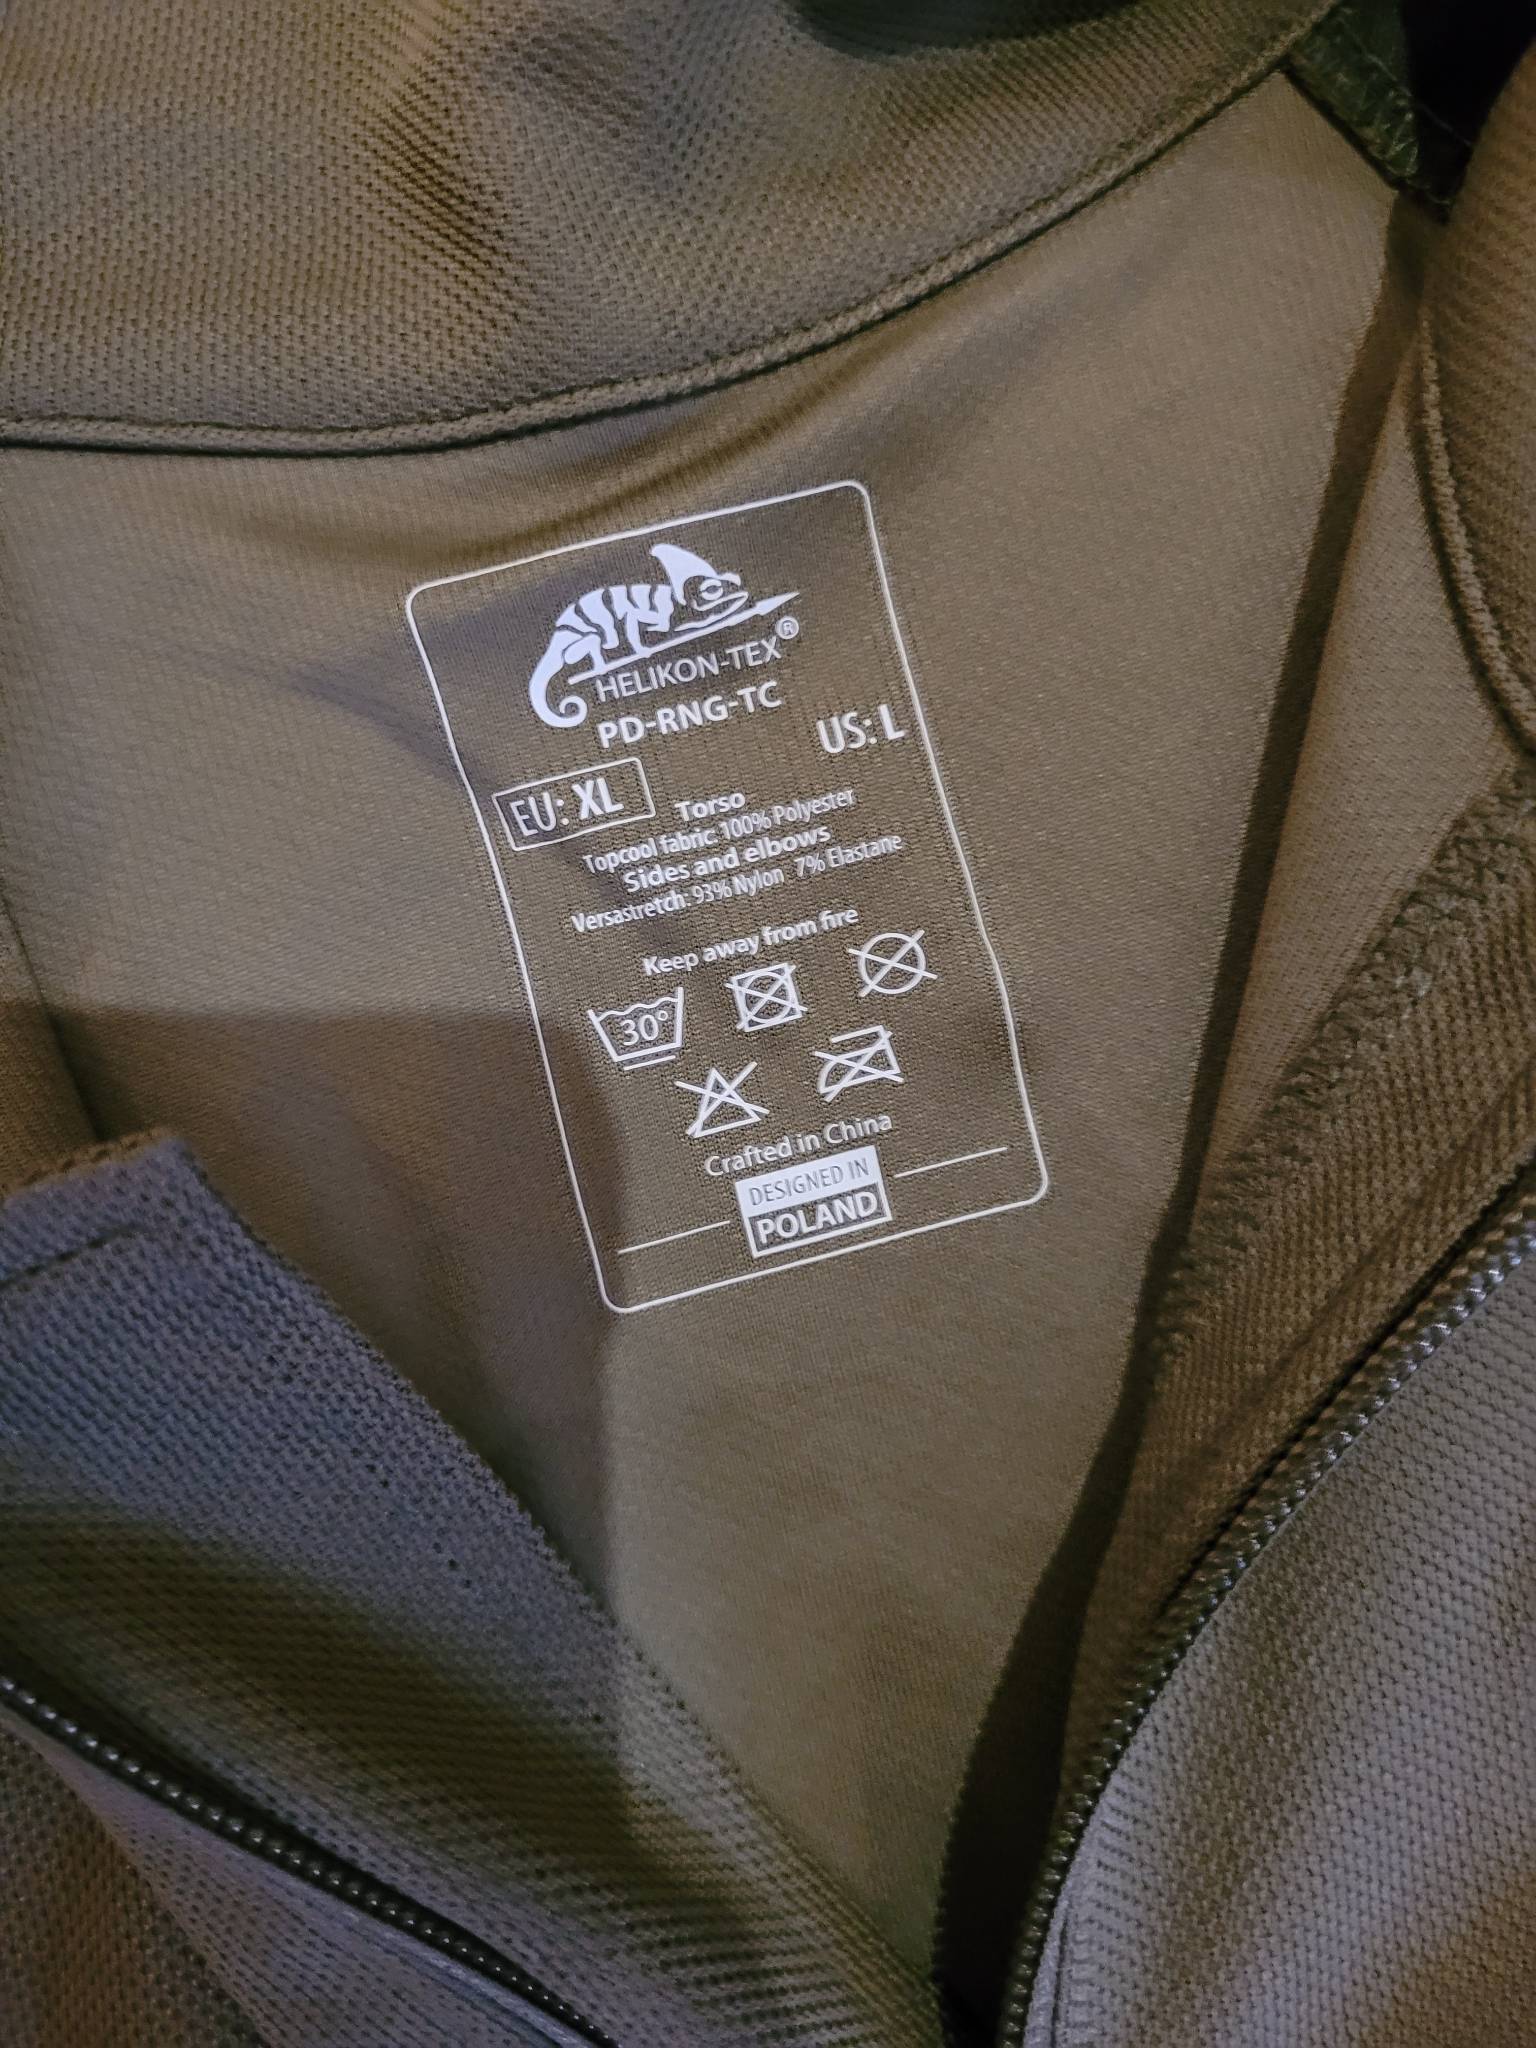 HELIKON-TEX®
PD-RNG-TC
EU: XL
US: L
Torso
Topcool fabric 100% Polyester
Sides and elbows
Versastretch: 93% Nylon 7% Elastane
Keep away from fire
30°
Crafted in China
DESIGNED IN
POLAND